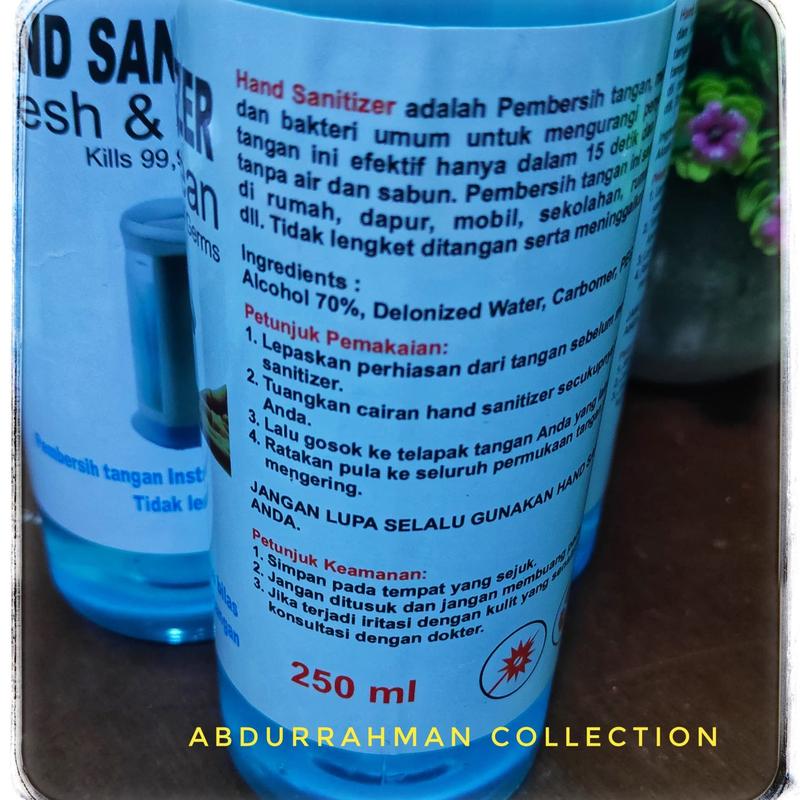 ND SAN
esh &
Kills 99,9
Pembersih tangan Inst
Tidak le
ZER
an
Germs
Hand Sanitizer adalah Pembersih tangan,
dan bakteri umum untuk mengurangi
tangan ini efektif hanya dalam 15 detik
tanpa air dan sabun. Pembersih tangan ini
di rumah, dapur, mobil, sekolahan,
dll. Tidak lengket ditangan serta meninggal
Ingredients :
Alcohol 70%, Delonized Water, Carbomer,
Petunjuk Pemakaian:
1. Lepaskan perhiasan dari tangan sebelum
sanitizer.
2. Tuangkan cairan hand sanitizer secukup
Anda.
3. Lalu gosok ke telapak tangan Anda yang
4. Ratakan pula ke seluruh permukaan tangan
mengering.
JANGAN LUPA SELALU GUNAKAN HAND
ANDA.
Petunjuk Keamanan:
1. Simpan pada tempat yang sejuk.
2. Jangan ditusuk dan jangan membuang
3. Jika terjadi iritasi dengan kulit yang
konsultasi dengan dokter.
bilas
ngan
250 ml
ABDURRAHMAN COLLECTION